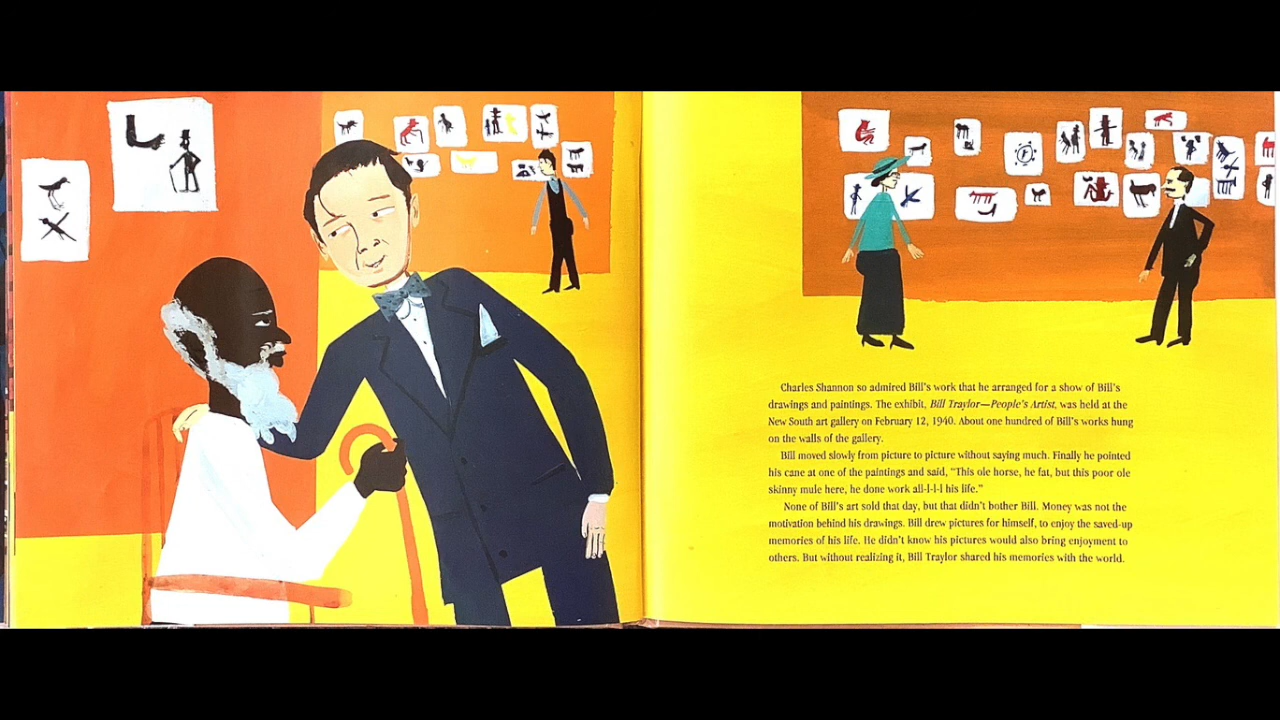 Charles Shannon so admired Bill's work that he arranged for a show of Bill's
drawings and paintings. The exhibit, Bill Traylor—People's Artist, was held at the
New South art gallery on February 12, 1940. About one hundred of Bill's works hung
on the walls of the gallery.
Bill moved slowly from picture to picture without saying much. Finally he pointed
his cane at one of the paintings and said, "This ole horse, he fat, but this poor ole
skinny mule here, he done work all-l-l-l his life."
None of Bill's art sold that day, but that didn't bother Bill. Money was not the
motivation behind his drawings. Bill drew pictures for himself, to enjoy the saved-up
memories of his life. He didn't know his pictures would also bring enjoyment to
others. But without realizing it, Bill Traylor shared his memories with the world.